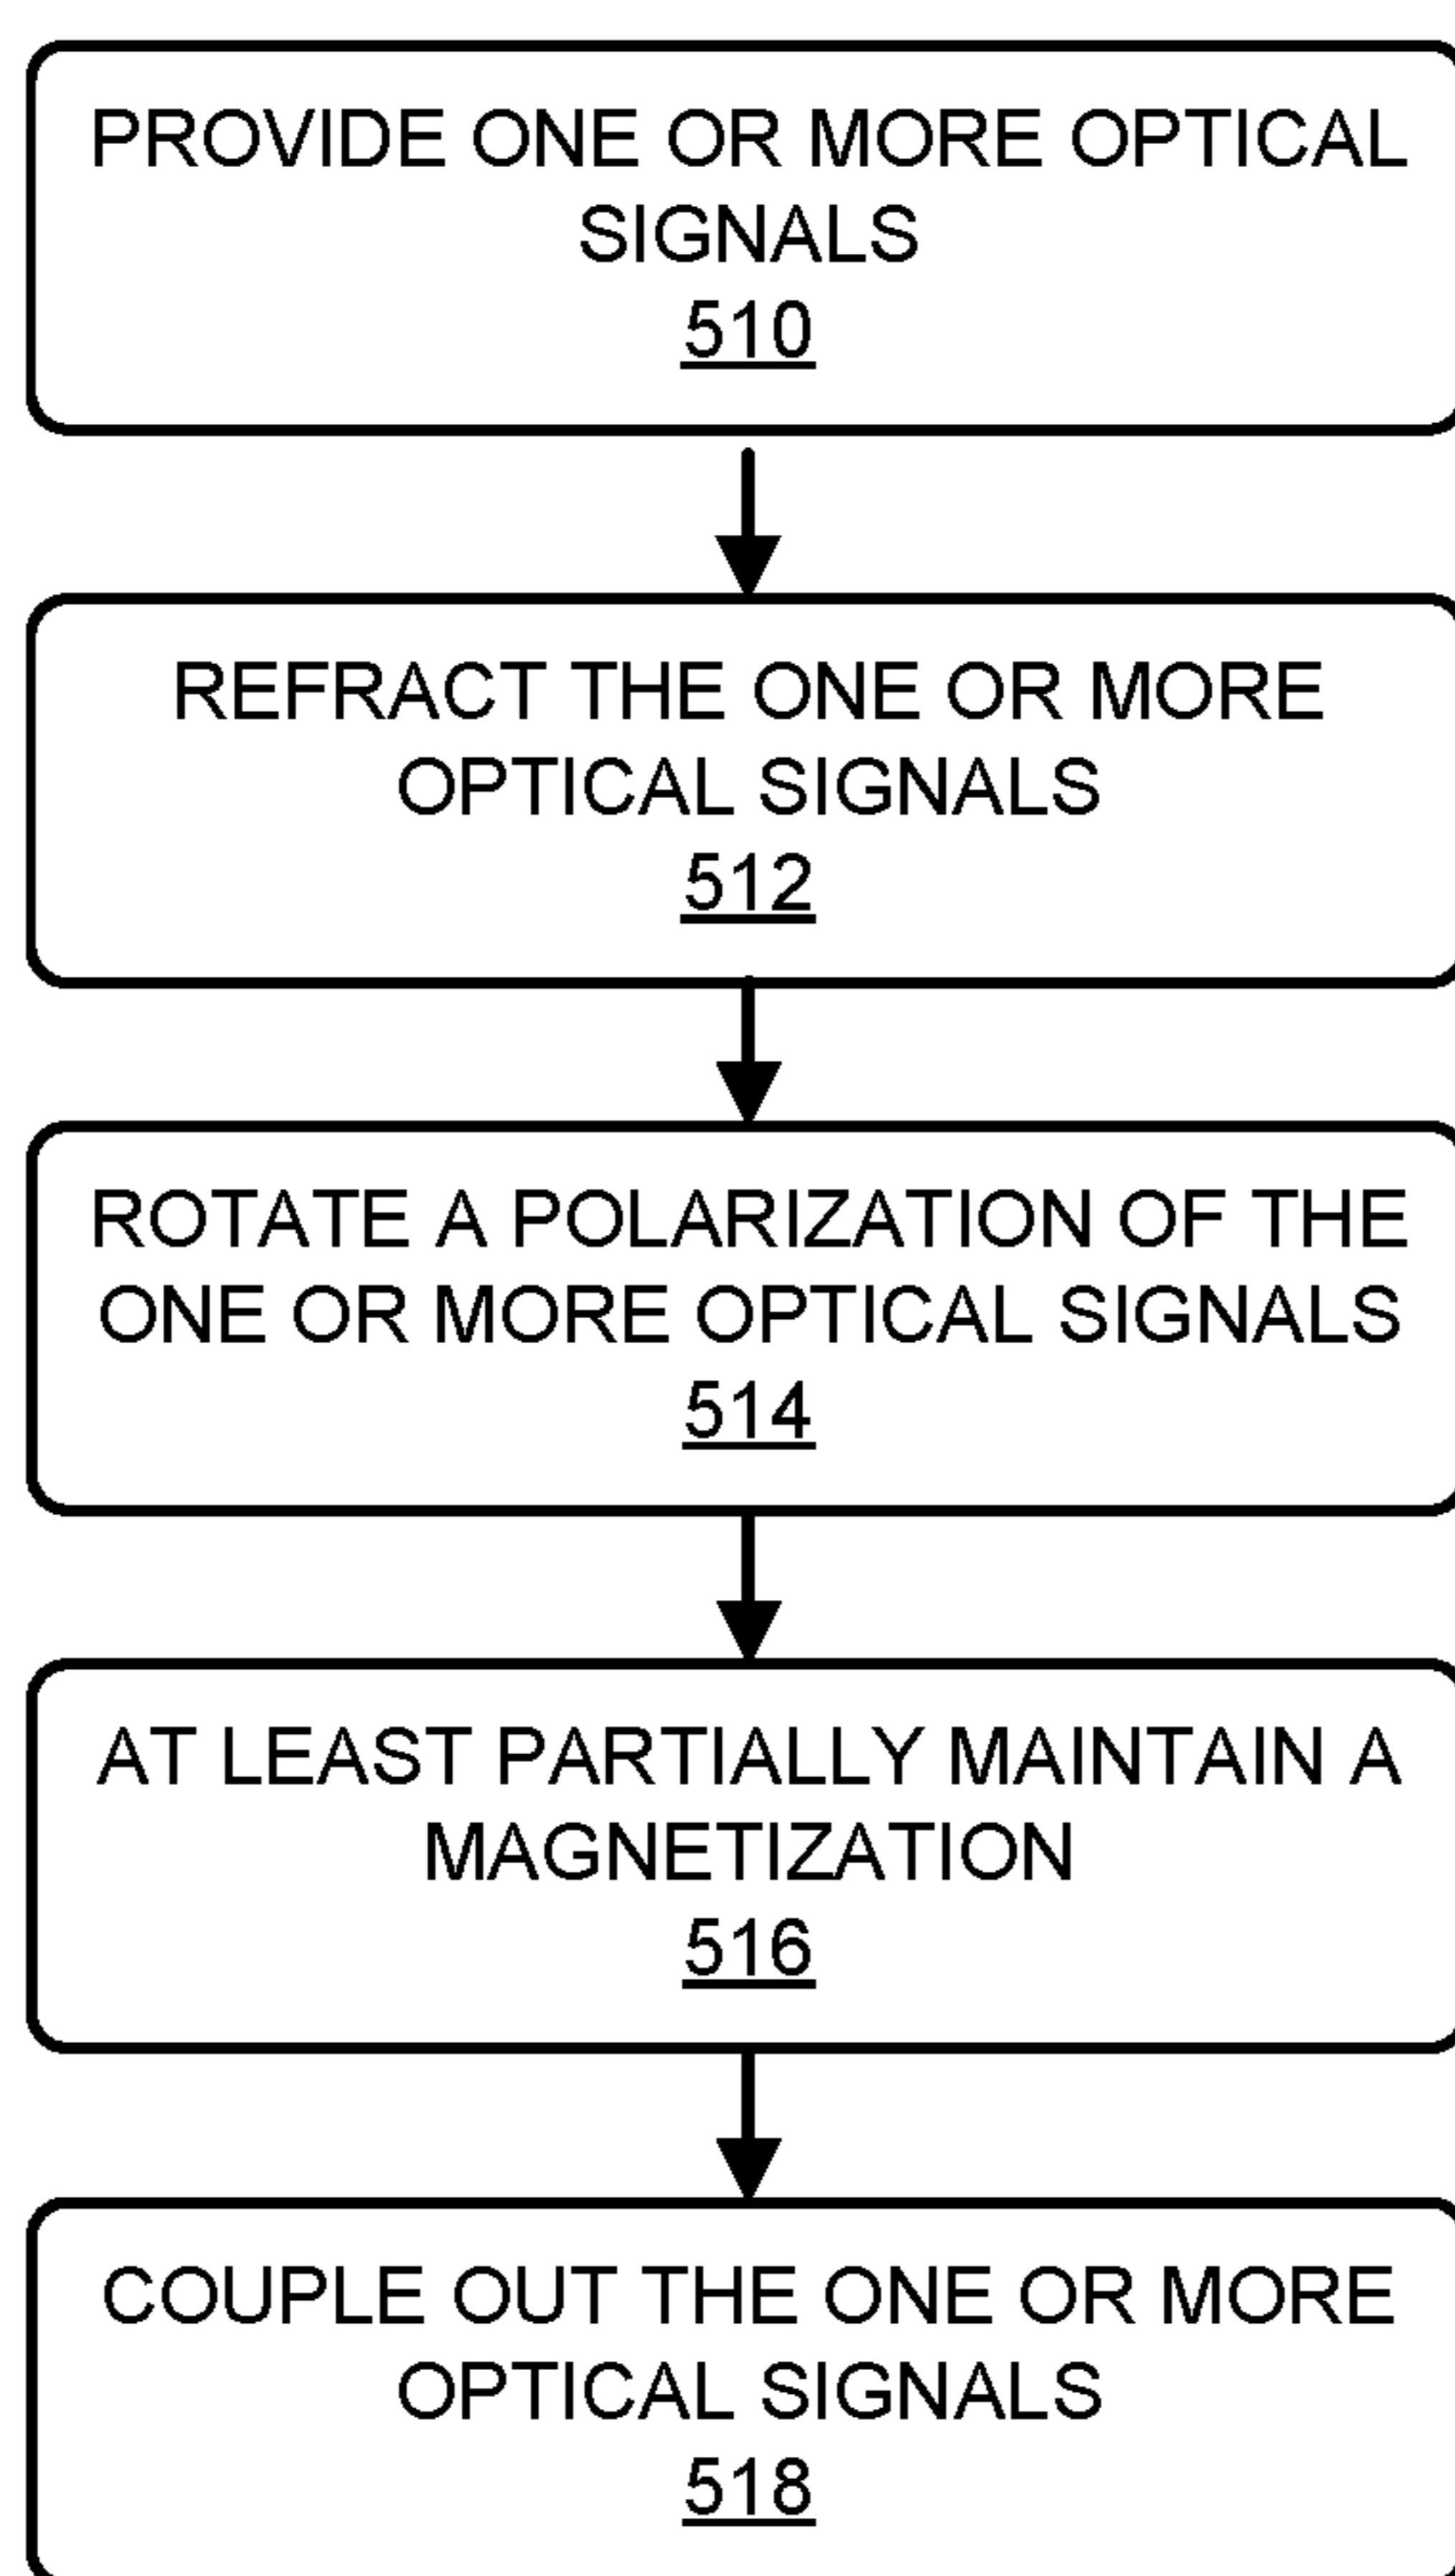 PROVIDE ONE OR MORE OPTICAL
SIGNALS
510
REFRACT THE ONE OR MORE
OPTICAL SIGNALS
512
ROTATE A POLARIZATION OF THE
ONE OR MORE OPTICAL SIGNALS
514
AT LEAST PARTIALLY MAINTAIN A
MAGNETIZATION
516
COUPLE OUT THE ONE OR MORE
OPTICAL SIGNALS
518